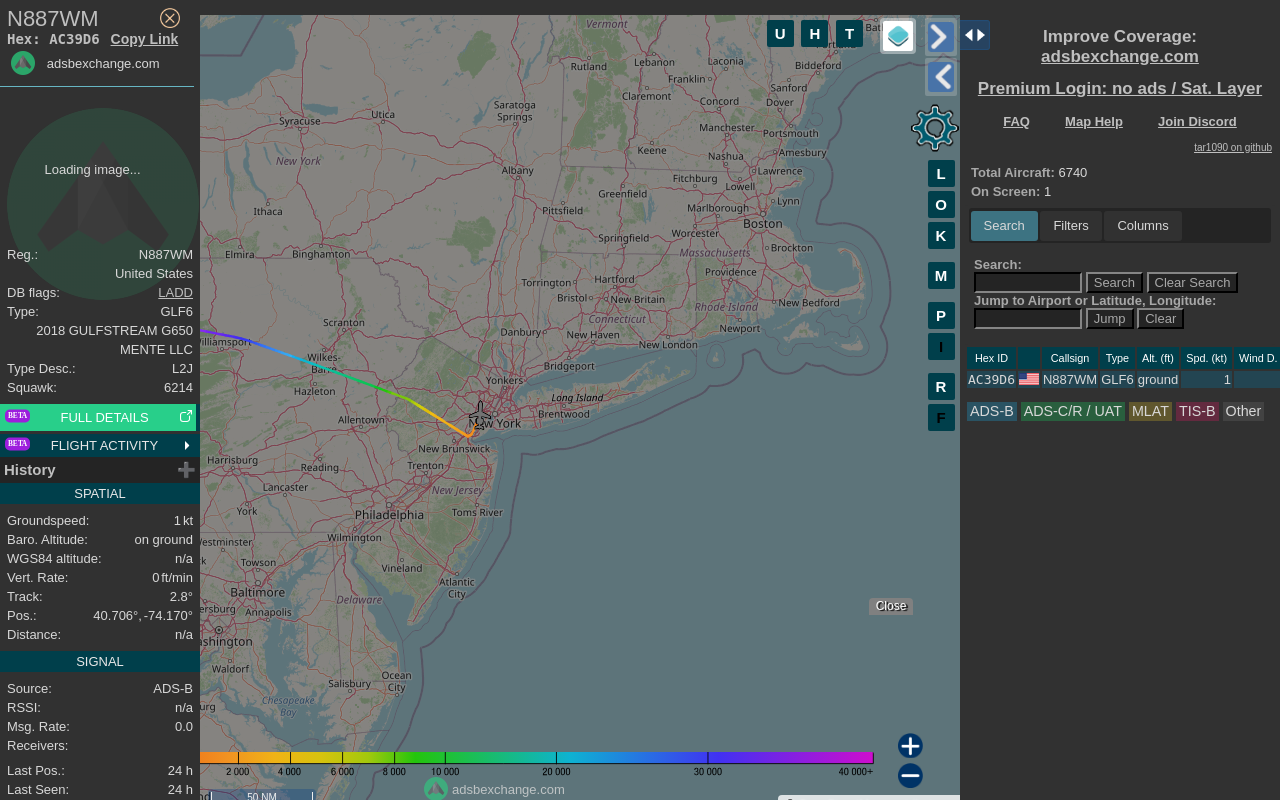 N887WM
Hex: AC39D6 Copy Link
adsbexchange.com
Loading image...
Reg.: N887WM
United States
DB flags: LADD
Type: GLF6
2018 GULFSTREAM G650
MENTE LLC
Type Desc.: L2J
Squawk: 6214
BETA FULL DETAILS
BETA FLIGHT ACTIVITY
History
SPATIAL
Groundspeed: 1 kt
Baro. Altitude: on ground
WGS84 altitude: n/a
Vert. Rate: 0 ft/min
Track: 2.8°
Pos.: 40.706°, -74.170°
Distance: n/a
SIGNAL
Source: ADS-B
RSSI: n/a
Msg. Rate: 0.0
Receivers:
Last Pos.: 24 h
Last Seen: 24 h
U H T
L
O
K
M
P
I
R
F
Vermont
Rutland
Lebanon
Laconia
Biddeford
Franklin
Sanford
Claremont
Concord
Dover
Saratoga
Springs
Utica
Syracuse
Manchester
Portsmouth
Keene
Nashua
Amesbury
New York
Albany
Fitchburg
Lawrence
Lowell
Greenfield
Lynn
Ithaca
Pittsfield
Marlborough
Boston
Worcester
Springfield
Brockton
Elmira
Binghamton
Massachusetts
Providence
Torrington
Hartford
Bristol
New Britain
Rhode Island
New Bedford
Scranton
Connecticut
Danbury
New Haven
Newport
New London
Williamsport
Wilkes-
Barre
Bridgeport
Yonkers
Hazleton
Long Island
Brentwood
Allentown
New York
New Brunswick
Harrisburg
Reading
Trenton
Lancaster
New Jersey
York
Philadelphia
Toms River
Westminster
Wilmington
Towson
Vineland
Atlantic
City
Baltimore
Delaware
Annapolis
Washington
Waldorf
Salisbury
Ocean
City
Chesapeake
Bay
Close
2 000 4 000 6 000 8 000 10 000 20 000 30 000 40 000+
adsbexchange.com
50 NM
Improve Coverage:
adsbexchange.com
Premium Login: no ads / Sat. Layer
FAQ Map Help Join Discord
tar1090 on github
Total Aircraft: 6740
On Screen: 1
Search Filters Columns
Search:
Search Clear Search
Jump to Airport or Latitude, Longitude:
Jump Clear
Hex ID Callsign Type Alt. (ft) Spd. (kt) Wind D.
AC39D6 N887WM GLF6 ground 1
ADS-B ADS-C/R / UAT MLAT TIS-B Other